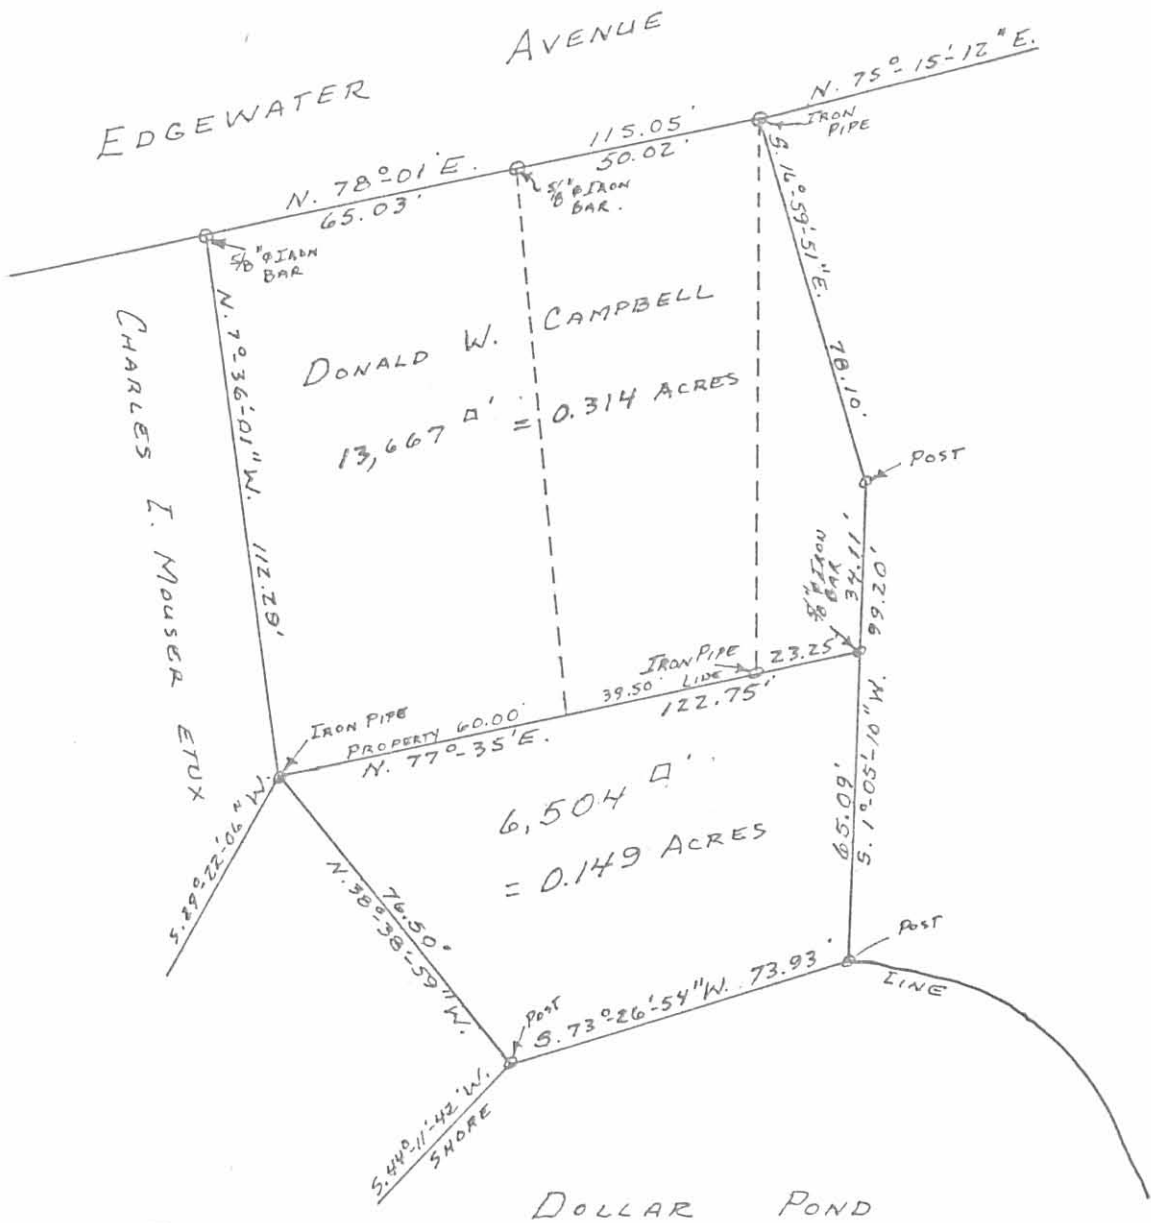 EDGEWATER AVENUE
N. 75°-15'-12" E.
115.05'
50.02'
IRON
PIPE
N. 78°-01' E.
65.03'
5/8" φ IRON
BAR.
5/8" φ IRON
BAR
S. 16°-59'-51" E.
78.10'
CHARLES I. MOUSER ETUX
N. 7°-36'-01" W. 112.28'
DONALD W. CAMPBELL
13,667 □' = 0.314 ACRES
POST
5/8" φ IRON
BAR
34.11'
99.20'
IRON PIPE
23.25'
39.50' LINE
122.75'
IRON PIPE
PROPERTY 60.00'
N. 77°-35' E.
6,504 □'
= 0.149 ACRES
65.09'
S. 1°-05'-10" W.
S. 29°-22'-06" W.
76.50'
N. 38°-38'-59" W.
POST
S. 73°-26'-54" W. 73.93'
POST
LINE
S. 44°-11'-42" W.
SHORE
DOLLAR POND